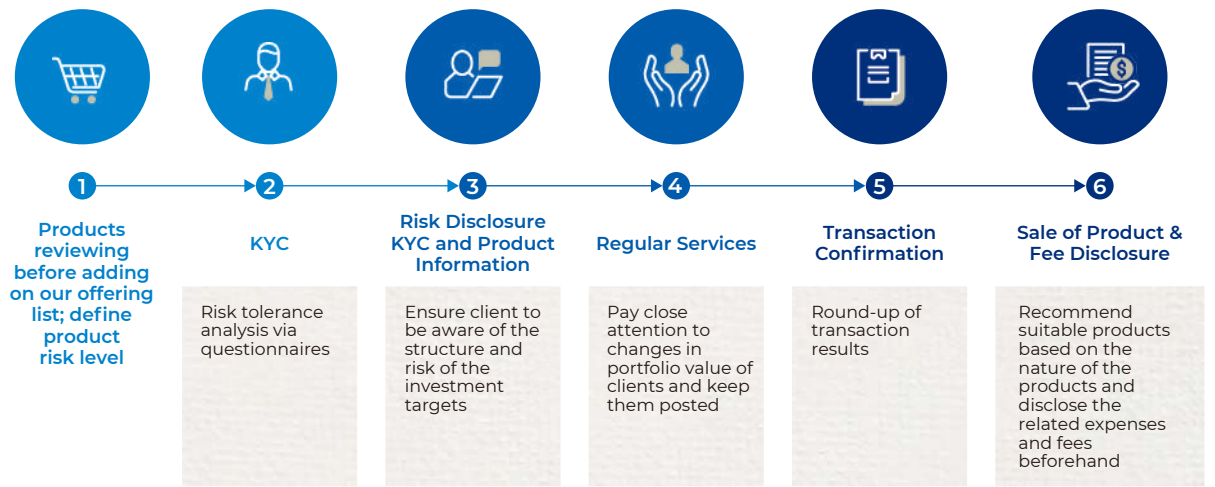 1
Products
reviewing
before adding
on our offering
list; define
product
risk level
2
KYC
Risk tolerance
analysis via
questionnaires
3
Risk Disclosure
KYC and Product
Information
Ensure client to
be aware of the
structure and
risk of the
investment
targets
4
Regular Services
Pay close
attention to
changes in
portfolio value of
clients and keep
them posted
5
Transaction
Confirmation
Round-up of
transaction
results
6
Sale of Product &
Fee Disclosure
Recommend
suitable products
based on the
nature of the
products and
disclose the
related expenses
and fees
beforehand
$